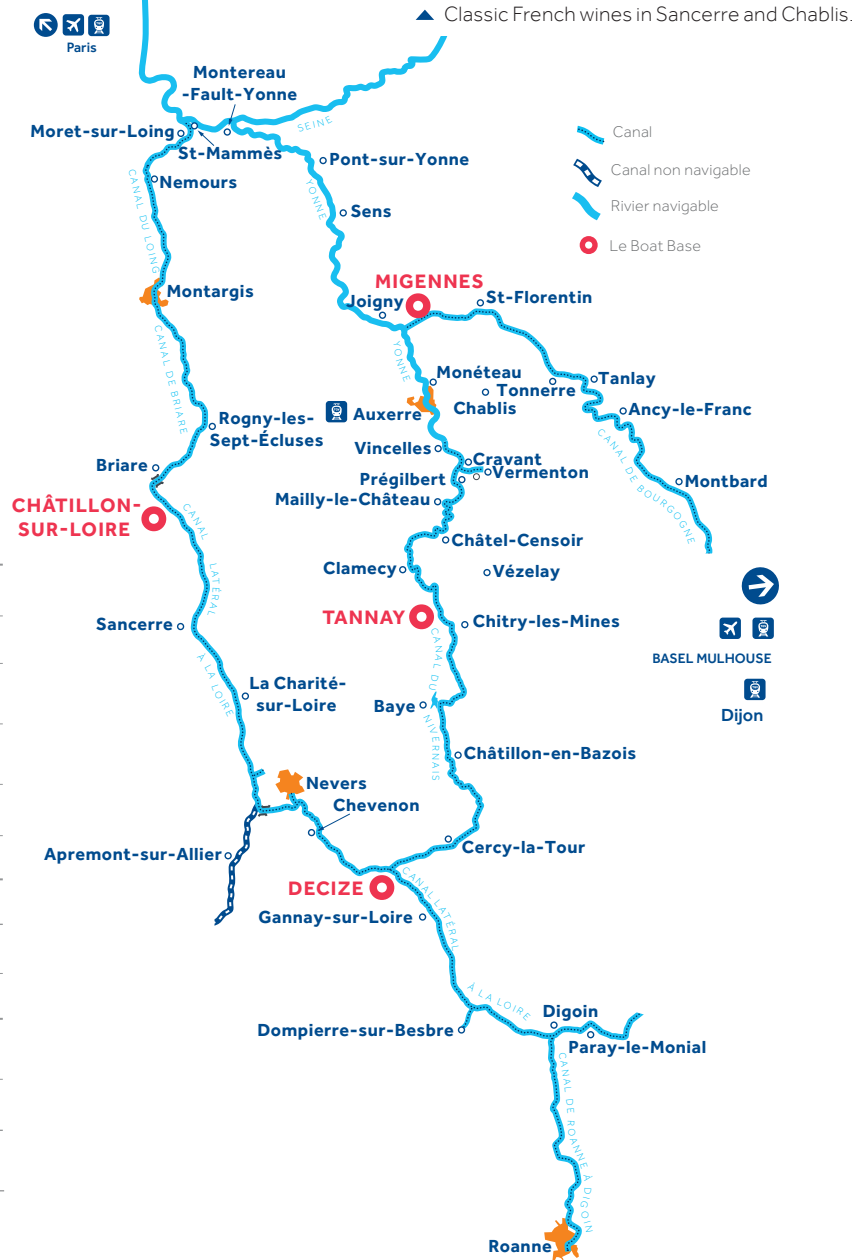 ▲ Classic French wines in Sancerre and Chablis.
Paris
Montereau
-Fault-Yonne
SEINE
Moret-sur-Loing
St-Mammès
Canal
Pont-sur-Yonne
Canal non navigable
Nemours
CANAL DU LOING
YONNE
Rivier navigable
Sens
Le Boat Base
MIGENNES
Montargis
Joigny
St-Florentin
CANAL DE BRIARE
YONNE
Monéteau
Tonnerre
Tanlay
Chablis
Auxerre
Ancy-le-Franc
Rogny-les-
Sept-Écluses
CANAL DE BOURGOGNE
Vincelles
Cravant
Briare
Vermenton
Prégilbert
Montbard
Mailly-le-Château
CHÂTILLON-
SUR-LOIRE
CANAL LATÉRAL À LA LOIRE
Châtel-Censoir
Clamecy
Vézelay
TANNAY
Chitry-les-Mines
Sancerre
CANAL DU NIVERNAIS
BASEL MULHOUSE
La Charité-
sur-Loire
Baye
Dijon
Châtillon-en-Bazois
Nevers
Chevenon
Apremont-sur-Allier
Cercy-la-Tour
DECIZE
CANAL LATÉRAL À LA LOIRE
Gannay-sur-Loire
Digoin
Dompierre-sur-Besbre
Paray-le-Monial
CANAL DE ROANNE À DIGOIN
Roanne